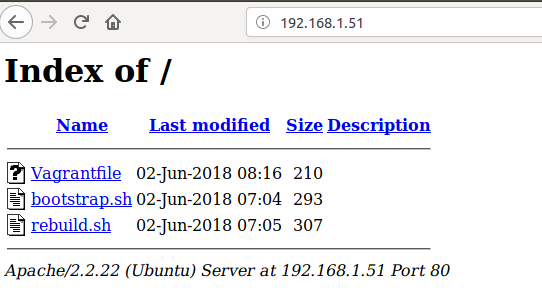 192.168.1.51
Index of /
Name Last modified Size Description
Vagrantfile 02-Jun-2018 08:16 210
bootstrap.sh 02-Jun-2018 07:04 293
rebuild.sh 02-Jun-2018 07:05 307
Apache/2.2.22 (Ubuntu) Server at 192.168.1.51 Port 80